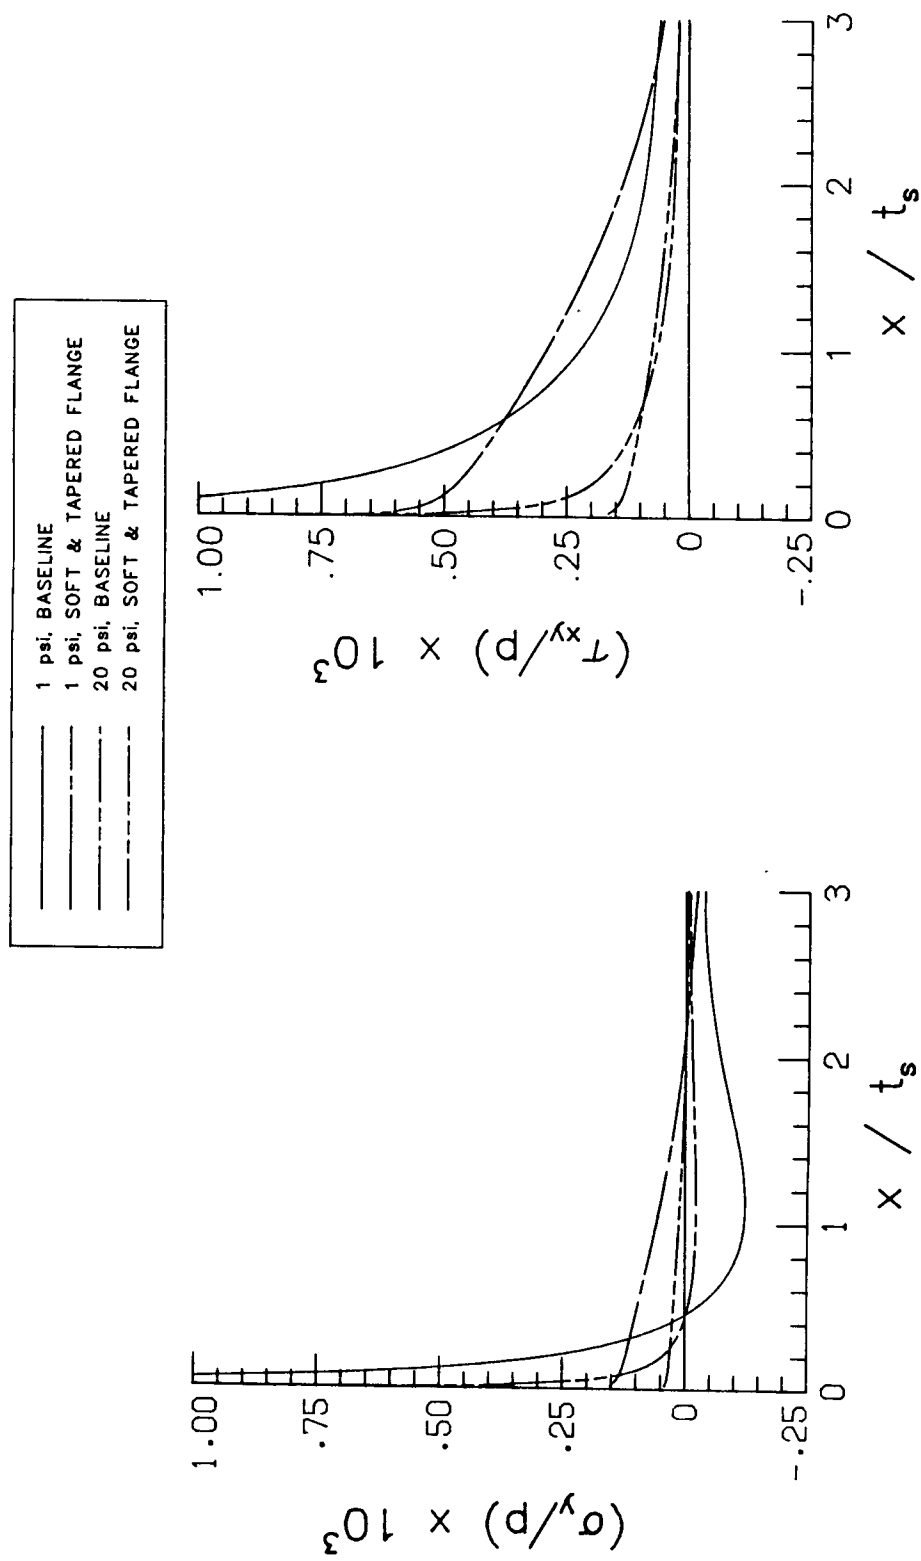 1 psi, BASELINE
1 psi, SOFT & TAPERED FLANGE
20 psi, BASELINE
20 psi, SOFT & TAPERED FLANGE
(σy/p) × 10³
1.00
.75
.50
.25
0
-.25
0
1
2
3
x / ts
(τxy/p) × 10³
1.00
.75
.50
.25
0
-.25
0
1
2
3
x / ts